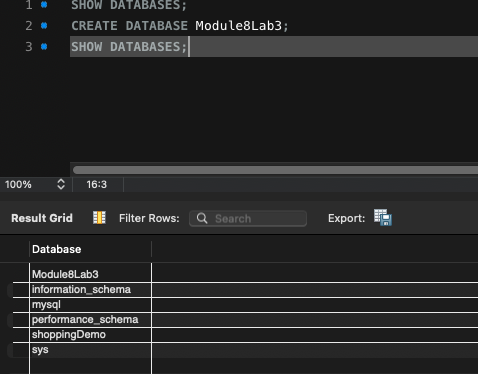 1 SHOW DATABASES;
2 CREATE DATABASE Module8Lab3;
3 SHOW DATABASES;
100% 16:3
Result Grid Filter Rows: Search Export:
Database
Module8Lab3
information_schema
mysql
performance_schema
shoppingDemo
sys